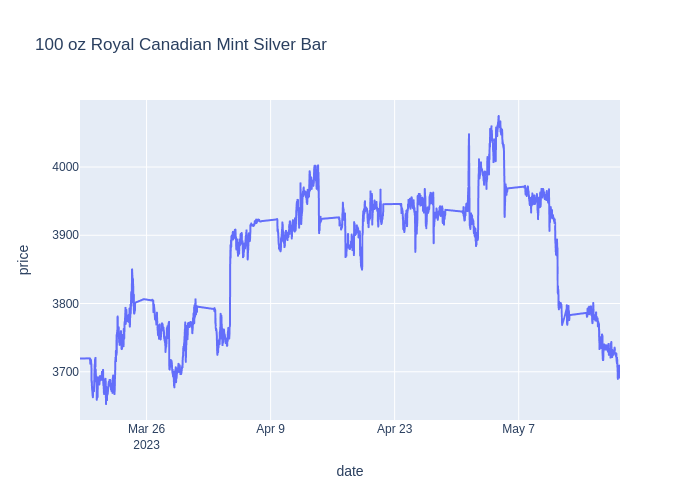 100 oz Royal Canadian Mint Silver Bar
price
4000
3900
3800
3700
Mar 26
2023
Apr 9
Apr 23
May 7
date